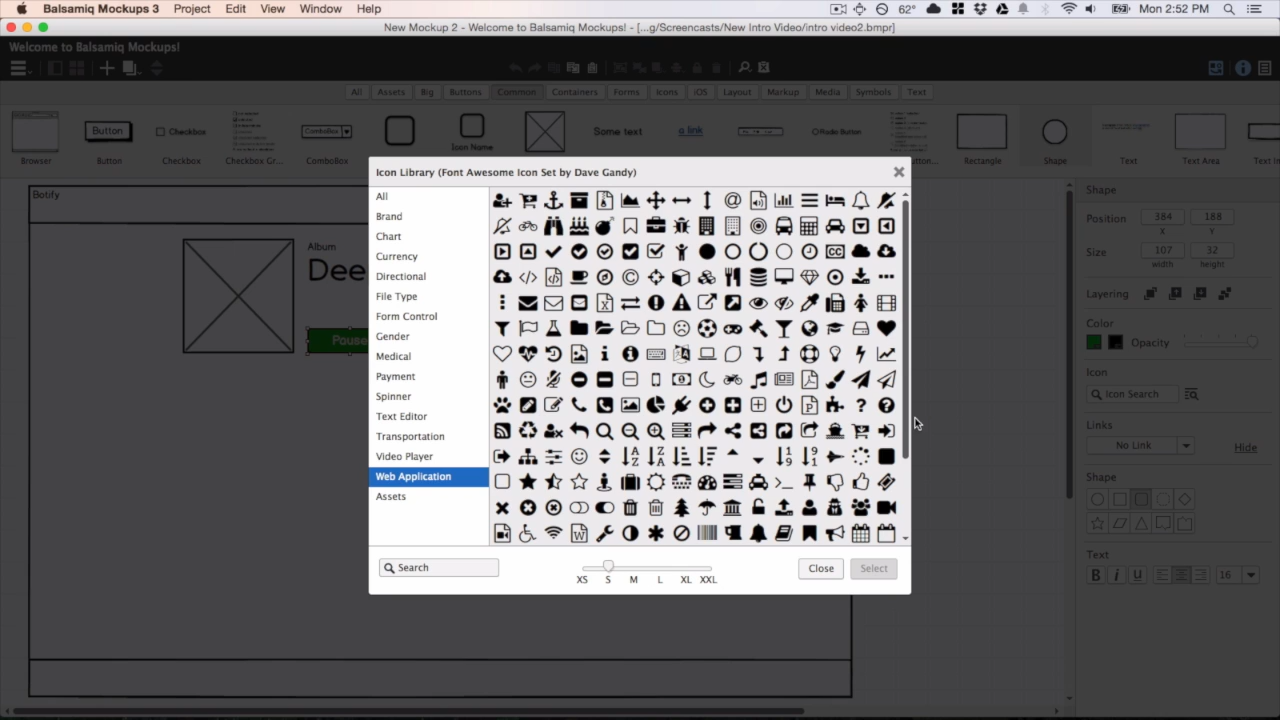 Balsamiq Mockups 3 Project Edit View Window Help 62° Mon 2:52 PM
New Mockup 2 - Welcome to Balsamiq Mockups! - [...g/Screencasts/New Intro Video/intro video2.bmpr]
Welcome to Balsamiq Mockups!
All Assets Big Buttons Common Containers Forms Icons iOS Layout Markup Media Symbols Text
Button Checkbox ComboBox Some text a link Radio Button
Browser Button Checkbox Checkbox Gr... ComboBox Icon Name utton... Rectangle Shape Text Text Area Text In
Icon Library (Font Awesome Icon Set by Dave Gandy)
All
Brand
Chart
Currency
Directional
File Type
Form Control
Gender
Medical
Payment
Spinner
Text Editor
Transportation
Video Player
Web Application
Assets
Search
XS S M L XL XXL
Close Select
Botify
Album
Dee
Pause
Shape
Position 384 188
X Y
Size 107 32
width height
Layering
Color
Opacity
Icon
Icon Search
Links
No Link Hide
Shape
Text
B i U 16